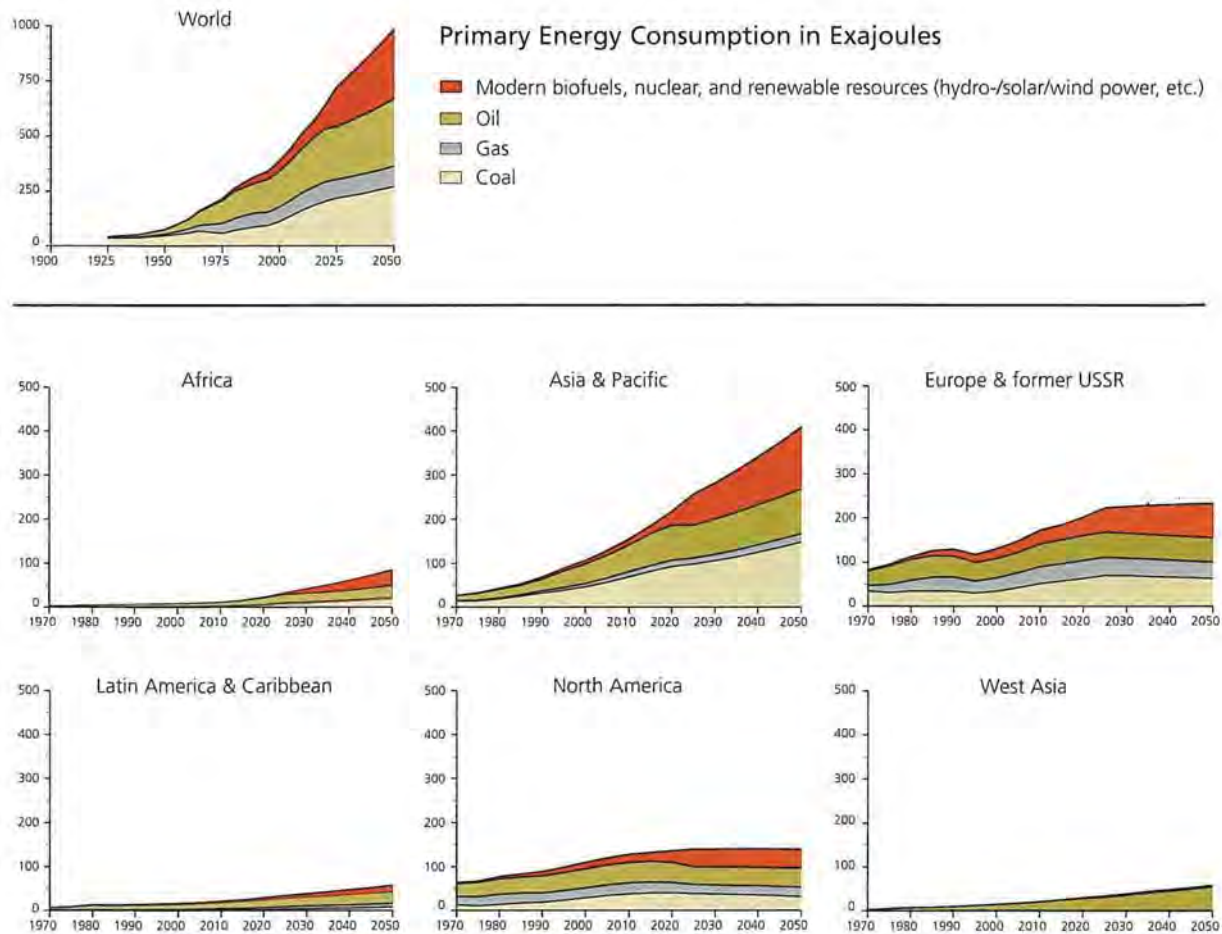 World
Primary Energy Consumption in Exajoules
Modern biofuels, nuclear, and renewable resources (hydro-/solar/wind power, etc.)
Oil
Gas
Coal
1000
750
500
250
0
1900 1925 1950 1975 2000 2025 2050
Africa
500
400
300
200
100
0
1970 1980 1990 2000 2010 2020 2030 2040 2050
Asia & Pacific
500
400
300
200
100
0
1970 1980 1990 2000 2010 2020 2030 2040 2050
Europe & former USSR
500
400
300
200
100
0
1970 1980 1990 2000 2010 2020 2030 2040 2050
Latin America & Caribbean
500
400
300
200
100
0
1970 1980 1990 2000 2010 2020 2030 2040 2050
North America
500
400
300
200
100
0
1970 1980 1990 2000 2010 2020 2030 2040 2050
West Asia
500
400
300
200
100
0
1970 1980 1990 2000 2010 2020 2030 2040 2050